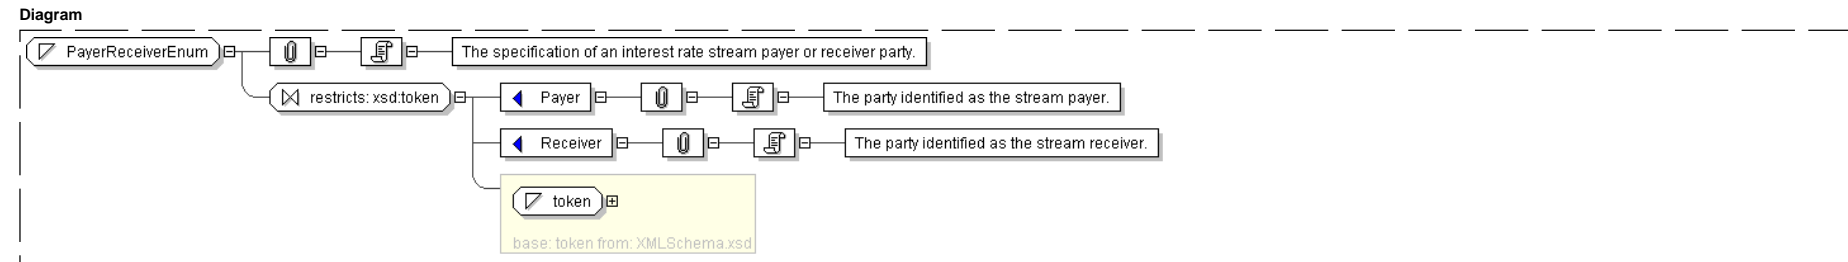 Diagram
PayerReceiverEnum
The specification of an interest rate stream payer or receiver party.
restricts: xsd:token
Payer
The party identified as the stream payer.
Receiver
The party identified as the stream receiver.
token
base: token from: XMLSchema.xsd